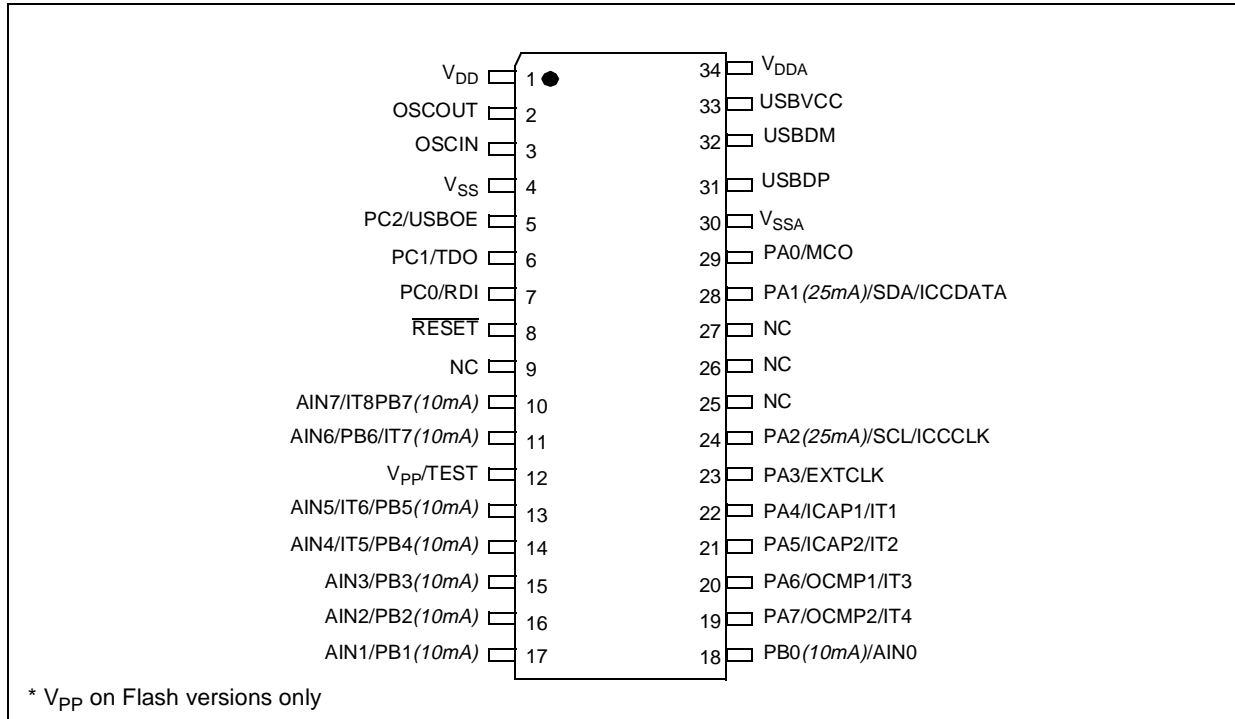 VDD 1 34 VDDA
OSCOUT 2 33 USBVCC
OSCIN 3 32 USBDM
VSS 4 31 USBDP
PC2/USBOE 5 30 VSSA
PC1/TDO 6 29 PA0/MCO
PC0/RDI 7 28 PA1(25mA)/SDA/ICCDATA
RESET 8 27 NC
NC 9 26 NC
AIN7/IT8PB7(10mA) 10 25 NC
AIN6/PB6/IT7(10mA) 11 24 PA2(25mA)/SCL/ICCCLK
VPP/TEST 12 23 PA3/EXTCLK
AIN5/IT6/PB5(10mA) 13 22 PA4/ICAP1/IT1
AIN4/IT5/PB4(10mA) 14 21 PA5/ICAP2/IT2
AIN3/PB3(10mA) 15 20 PA6/OCMP1/IT3
AIN2/PB2(10mA) 16 19 PA7/OCMP2/IT4
AIN1/PB1(10mA) 17 18 PB0(10mA)/AIN0
* VPP on Flash versions only